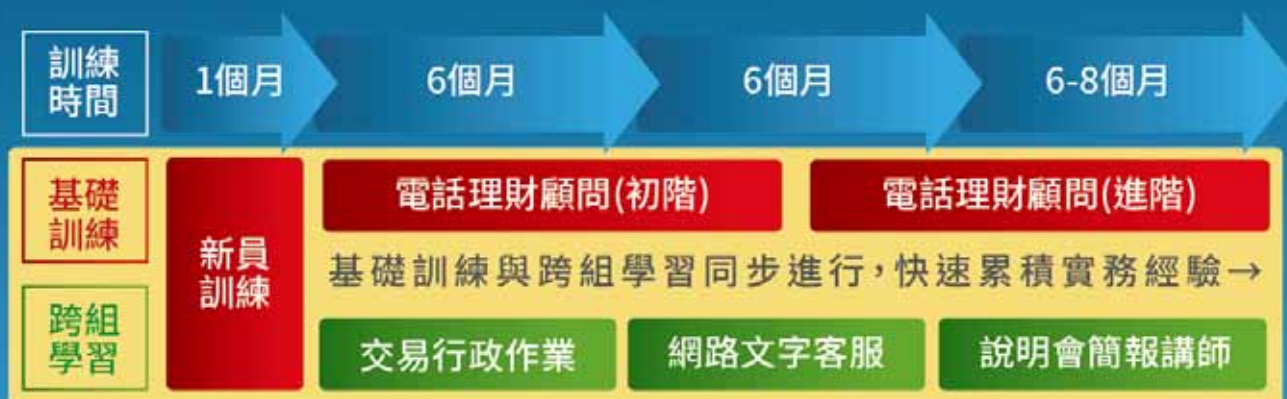 訓練
時間
1個月
6個月
6個月
6-8個月
基礎
訓練
新員
訓練
電話理財顧問(初階)
電話理財顧問(進階)
基礎訓練與跨組學習同步進行,快速累積實務經驗→
跨組
學習
交易行政作業
網路文字客服
說明會簡報講師